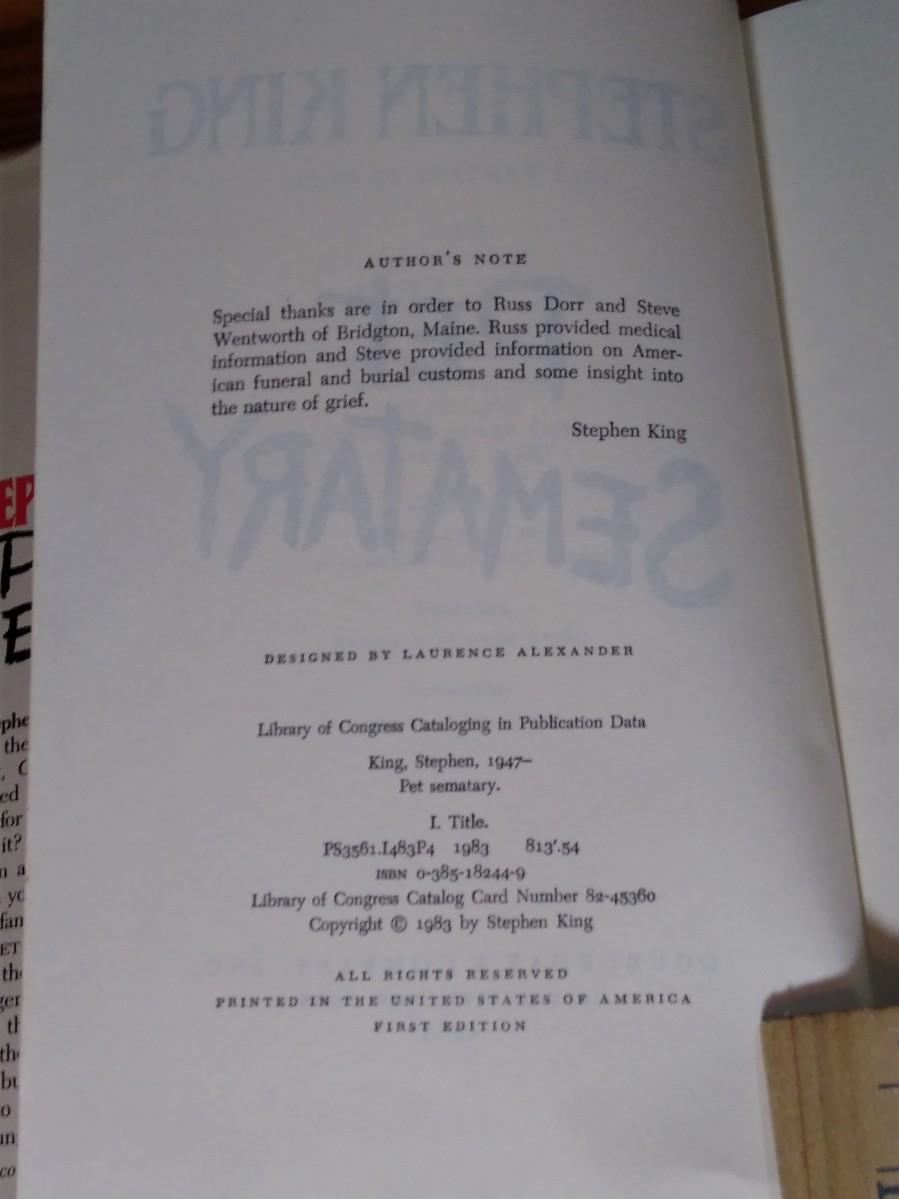 STEPHEN KING
SEMATARY
AUTHOR'S NOTE
Special thanks are in order to Russ Dorr and Steve
Wentworth of Bridgton, Maine. Russ provided medical
information and Steve provided information on Amer-
ican funeral and burial customs and some insight into
the nature of grief.
Stephen King
DESIGNED BY LAURENCE ALEXANDER
Library of Congress Cataloging in Publication Data
King, Stephen, 1947–
Pet sematary.
I. Title.
PS3561.I483P4 1983 813'.54
ISBN 0-385-18244-9
Library of Congress Catalog Card Number 82-45360
Copyright © 1983 by Stephen King
ALL RIGHTS RESERVED
PRINTED IN THE UNITED STATES OF AMERICA
FIRST EDITION